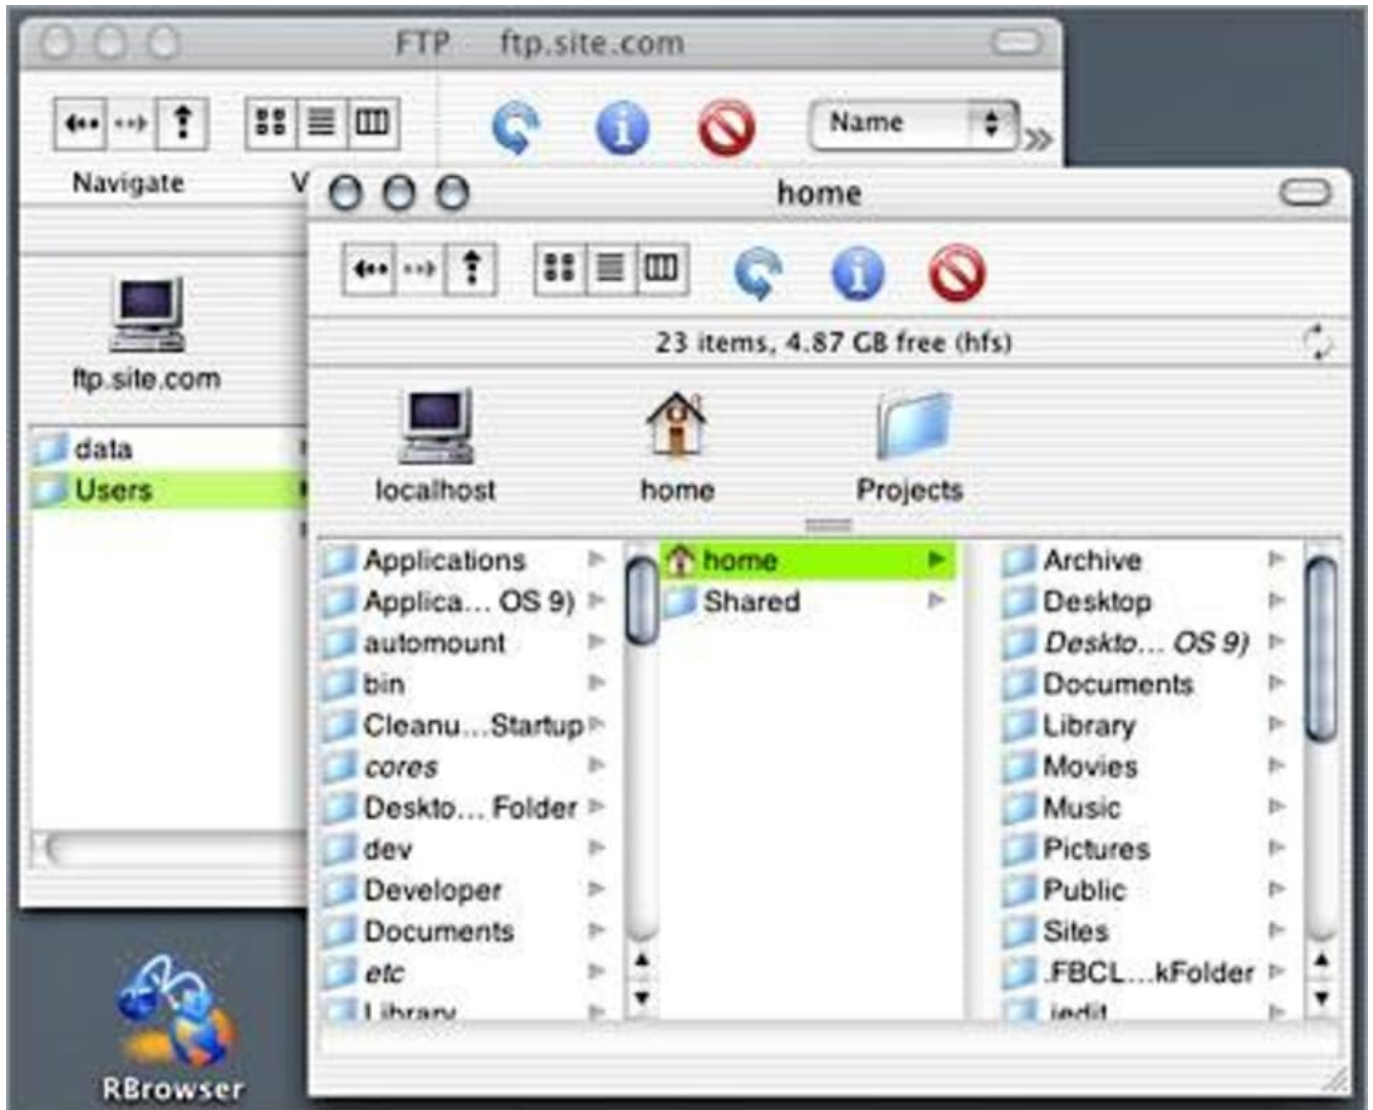 FTP ftp.site.com
Name
Navigate
V
ftp.site.com
data
Users
home
23 items, 4.87 GB free (hfs)
localhost
home
Projects
Applications
Applica... OS 9)
automount
bin
Cleanu...Startup
cores
Deskto... Folder
dev
Developer
Documents
etc
Library
home
Shared
Archive
Desktop
Deskto... OS 9)
Documents
Library
Movies
Music
Pictures
Public
Sites
.FBCL...kFolder
.jedit
RBrowser